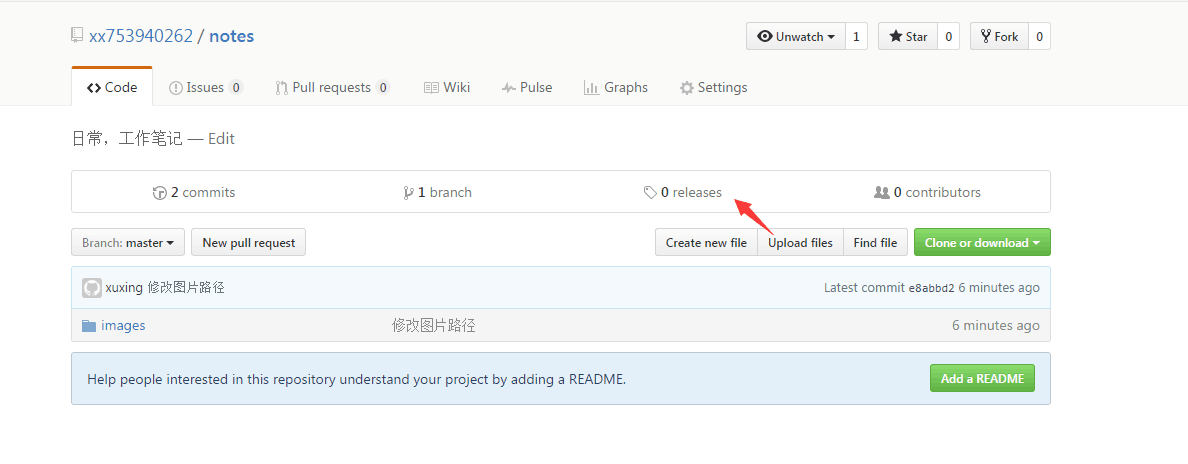 xx753940262 / notes Unwatch 1 Star 0 Fork 0
Code Issues 0 Pull requests 0 Wiki Pulse Graphs Settings
日常，工作笔记 — Edit
2 commits 1 branch 0 releases 0 contributors
Branch: master New pull request Create new file Upload files Find file Clone or download
xuxing 修改图片路径 Latest commit e8abbd2 6 minutes ago
images 修改图片路径 6 minutes ago
Help people interested in this repository understand your project by adding a README. Add a README